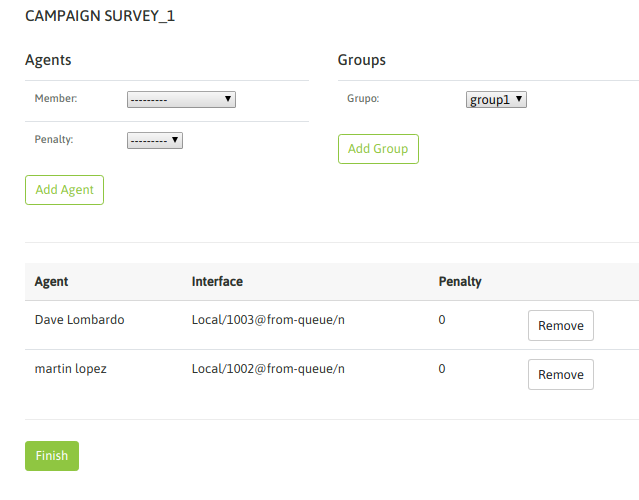 CAMPAIGN SURVEY_1
Agents
Member: ---------
Penalty: ---------
Add Agent
Groups
Grupo: group1
Add Group
Agent Interface Penalty
Dave Lombardo Local/1003@from-queue/n 0 Remove
martin lopez Local/1002@from-queue/n 0 Remove
Finish